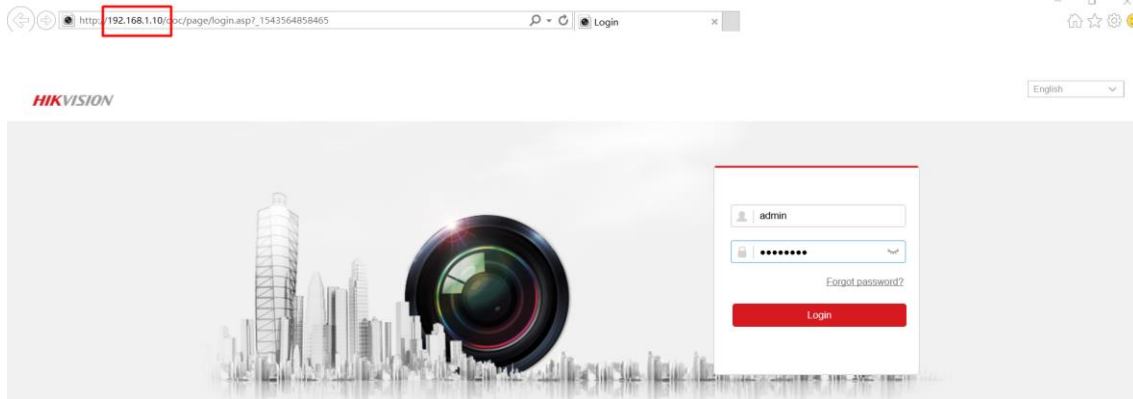 http://192.168.1.10/doc/page/login.asp?_1543564858465
Login
HIKVISION
English
admin
Forgot password?
Login